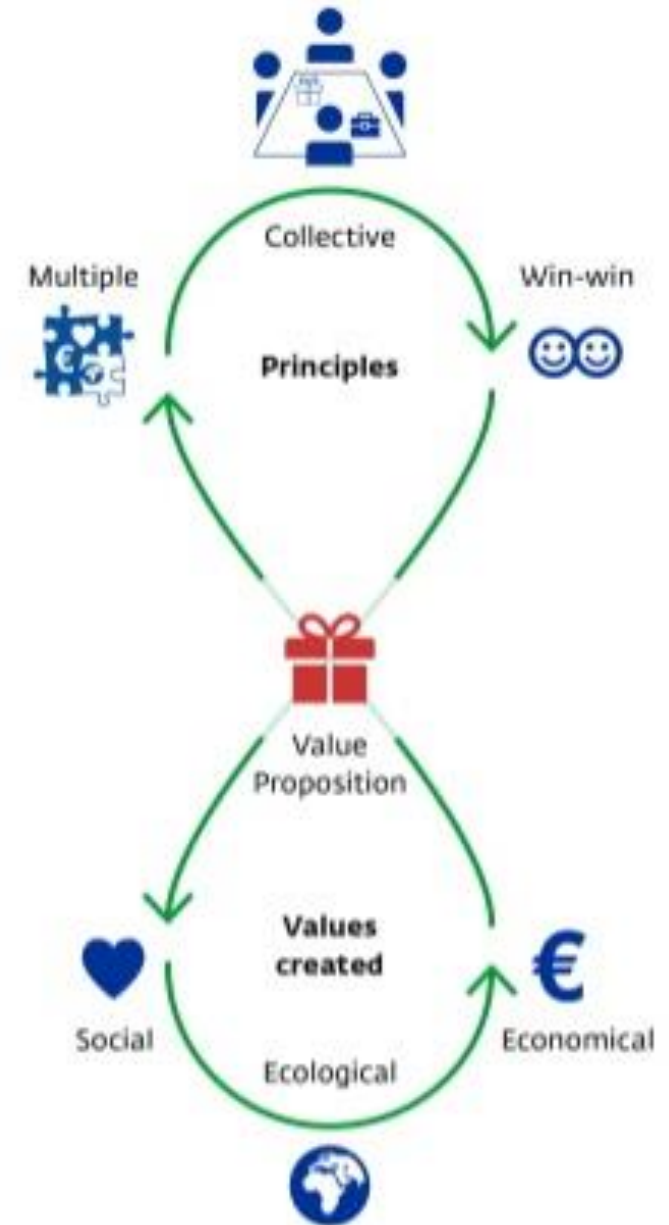 Collective
Multiple
Win-win
€
Principles
Value
Proposition
Values
created
€
Social
Economical
Ecological